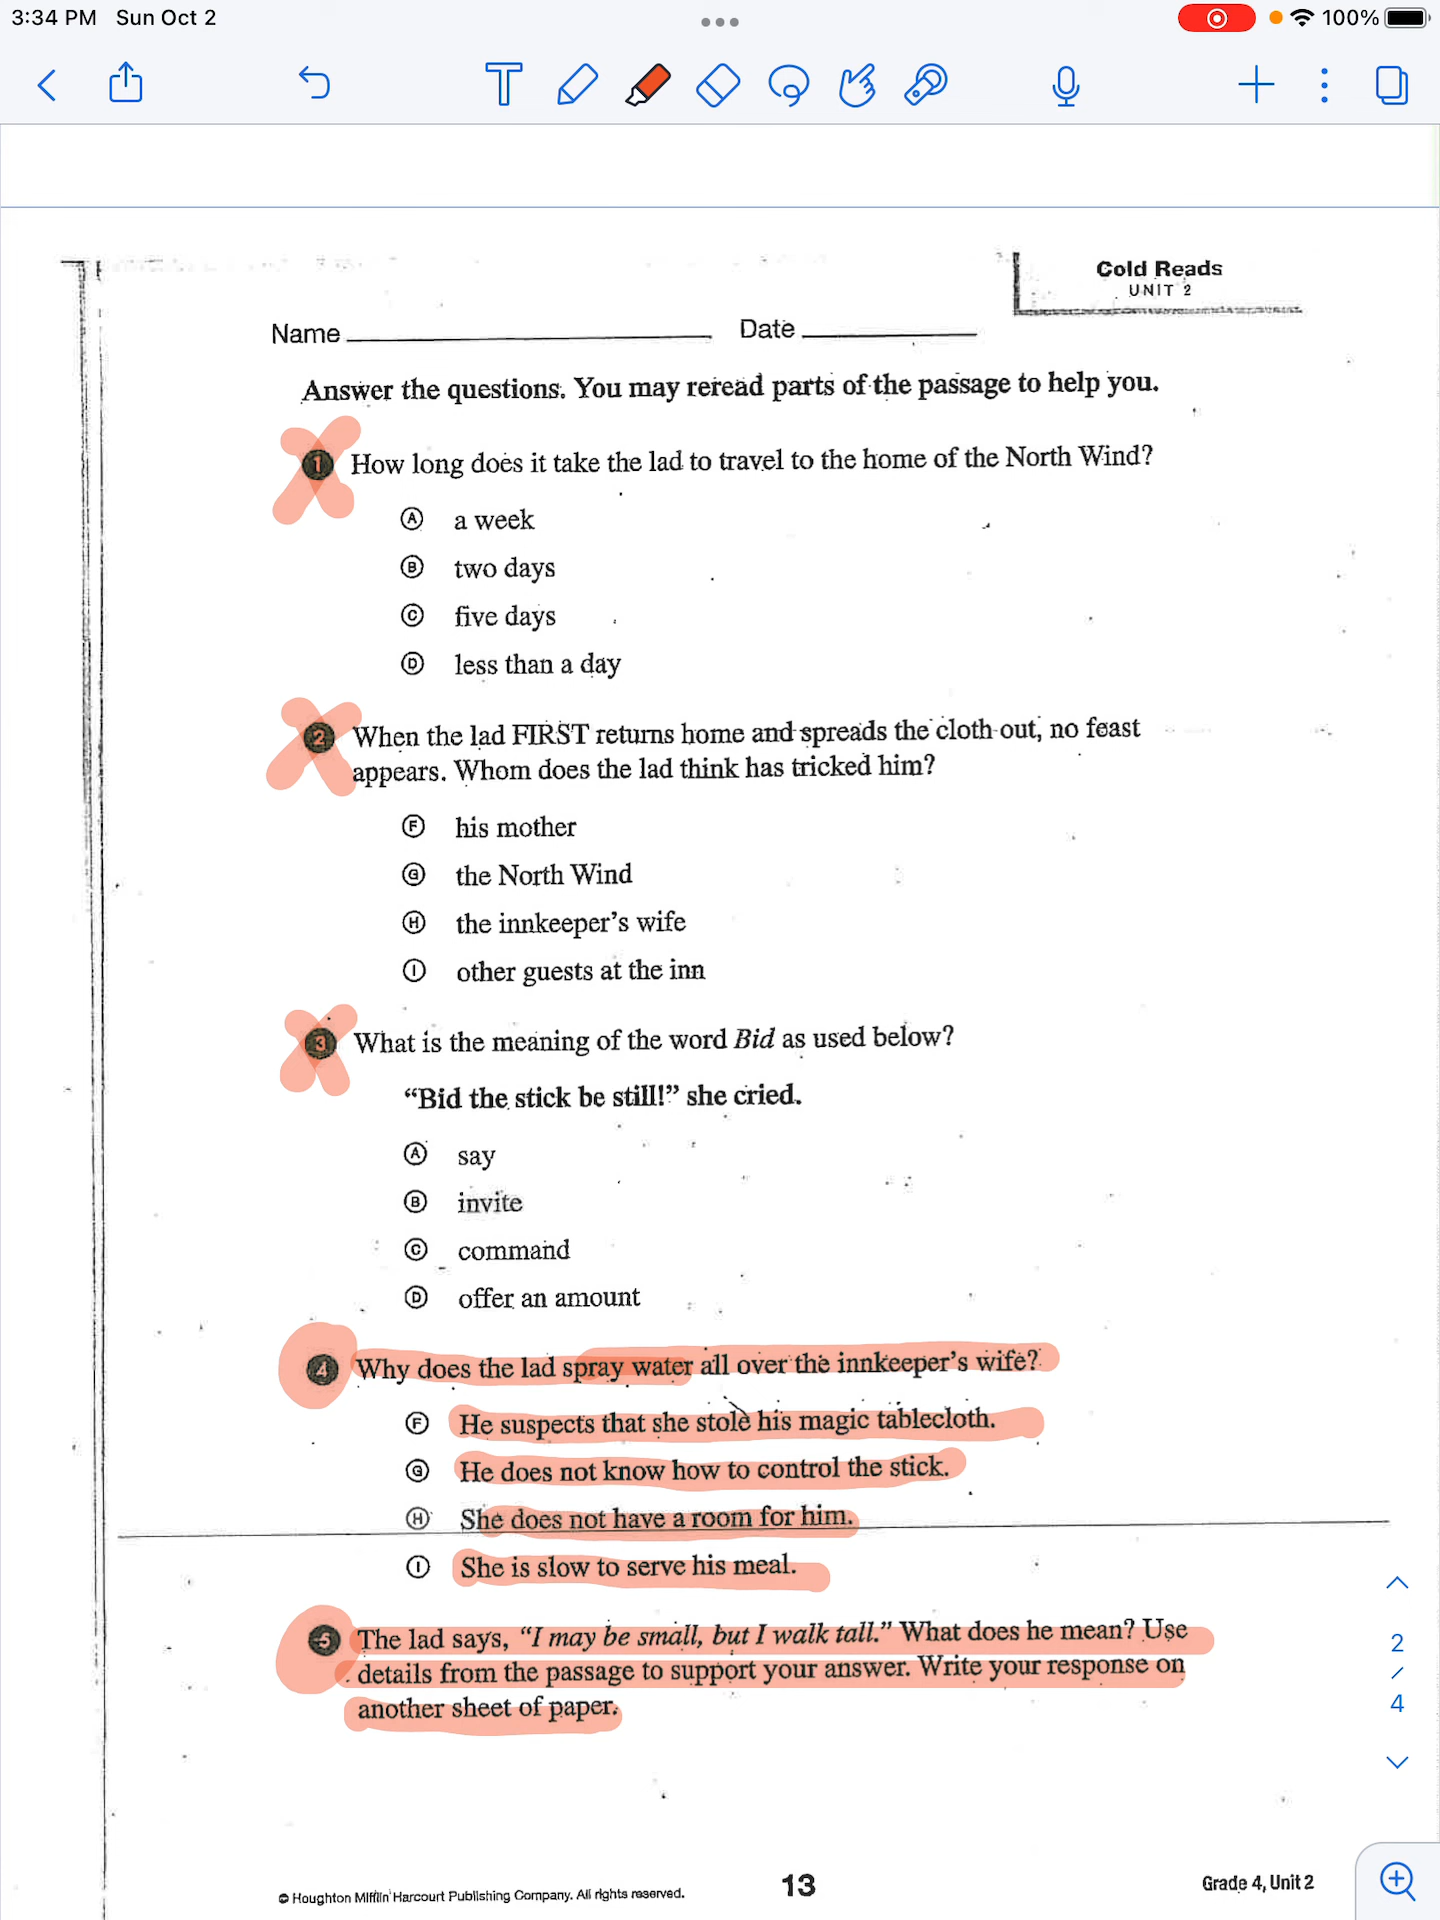 3:34 PM Sun Oct 2
100%
Cold Reads
UNIT 2
Name
Date
Answer the questions. You may reread parts of the passage to help you.
1 How long does it take the lad to travel to the home of the North Wind?
A a week
B two days
C five days
D less than a day
2 When the lad FIRST returns home and spreads the cloth out, no feast
appears. Whom does the lad think has tricked him?
F his mother
G the North Wind
H the innkeeper's wife
I other guests at the inn
3 What is the meaning of the word Bid as used below?
"Bid the stick be still!" she cried.
A say
B invite
C command
D offer an amount
4 Why does the lad spray water all over the innkeeper's wife?
F He suspects that she stole his magic tablecloth.
G He does not know how to control the stick.
H She does not have a room for him.
I She is slow to serve his meal.
5 The lad says, "I may be small, but I walk tall." What does he mean? Use
details from the passage to support your answer. Write your response on
another sheet of paper.
2
/
4
© Houghton Mifflin Harcourt Publishing Company. All rights reserved.
13
Grade 4, Unit 2